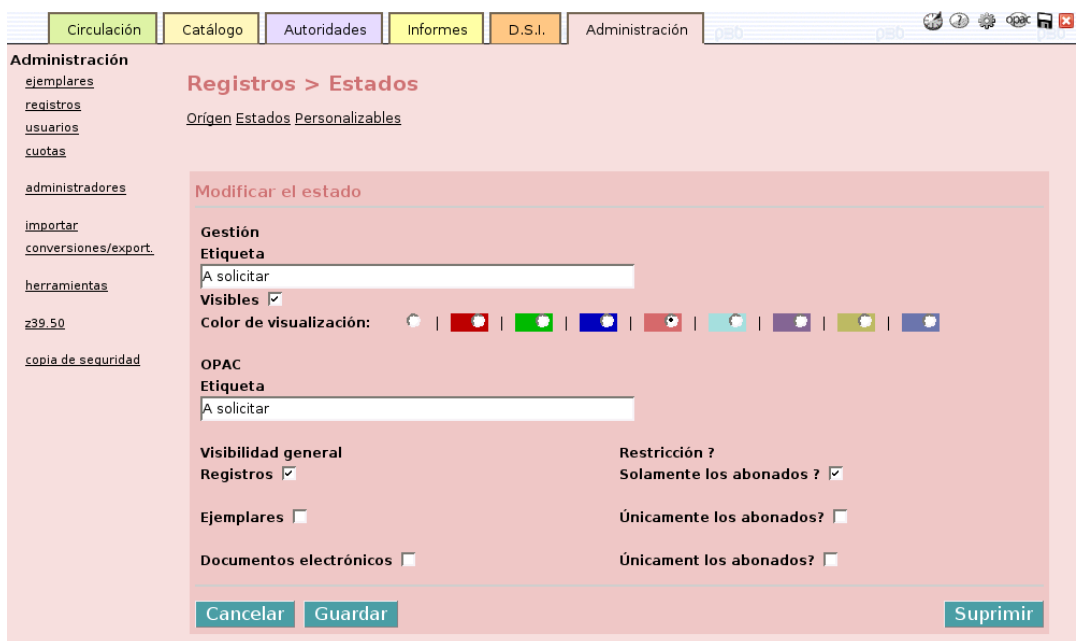 Circulación Catálogo Autoridades Informes D.S.I. Administración pmb pmb opac
Administración
ejemplares
registros
usuarios
cuotas
administradores
importar
conversiones/export.
herramientas
z39.50
copia de seguridad
Registros > Estados
Orígen Estados Personalizables
Modificar el estado
Gestión
Etiqueta
A solicitar
Visibles
Color de visualización: | | | | | | | |
OPAC
Etiqueta
A solicitar
Visibilidad general Restricción ?
Registros Solamente los abonados ?
Ejemplares Únicamente los abonados?
Documentos electrónicos Únicament los abonados?
Cancelar Guardar Suprimir